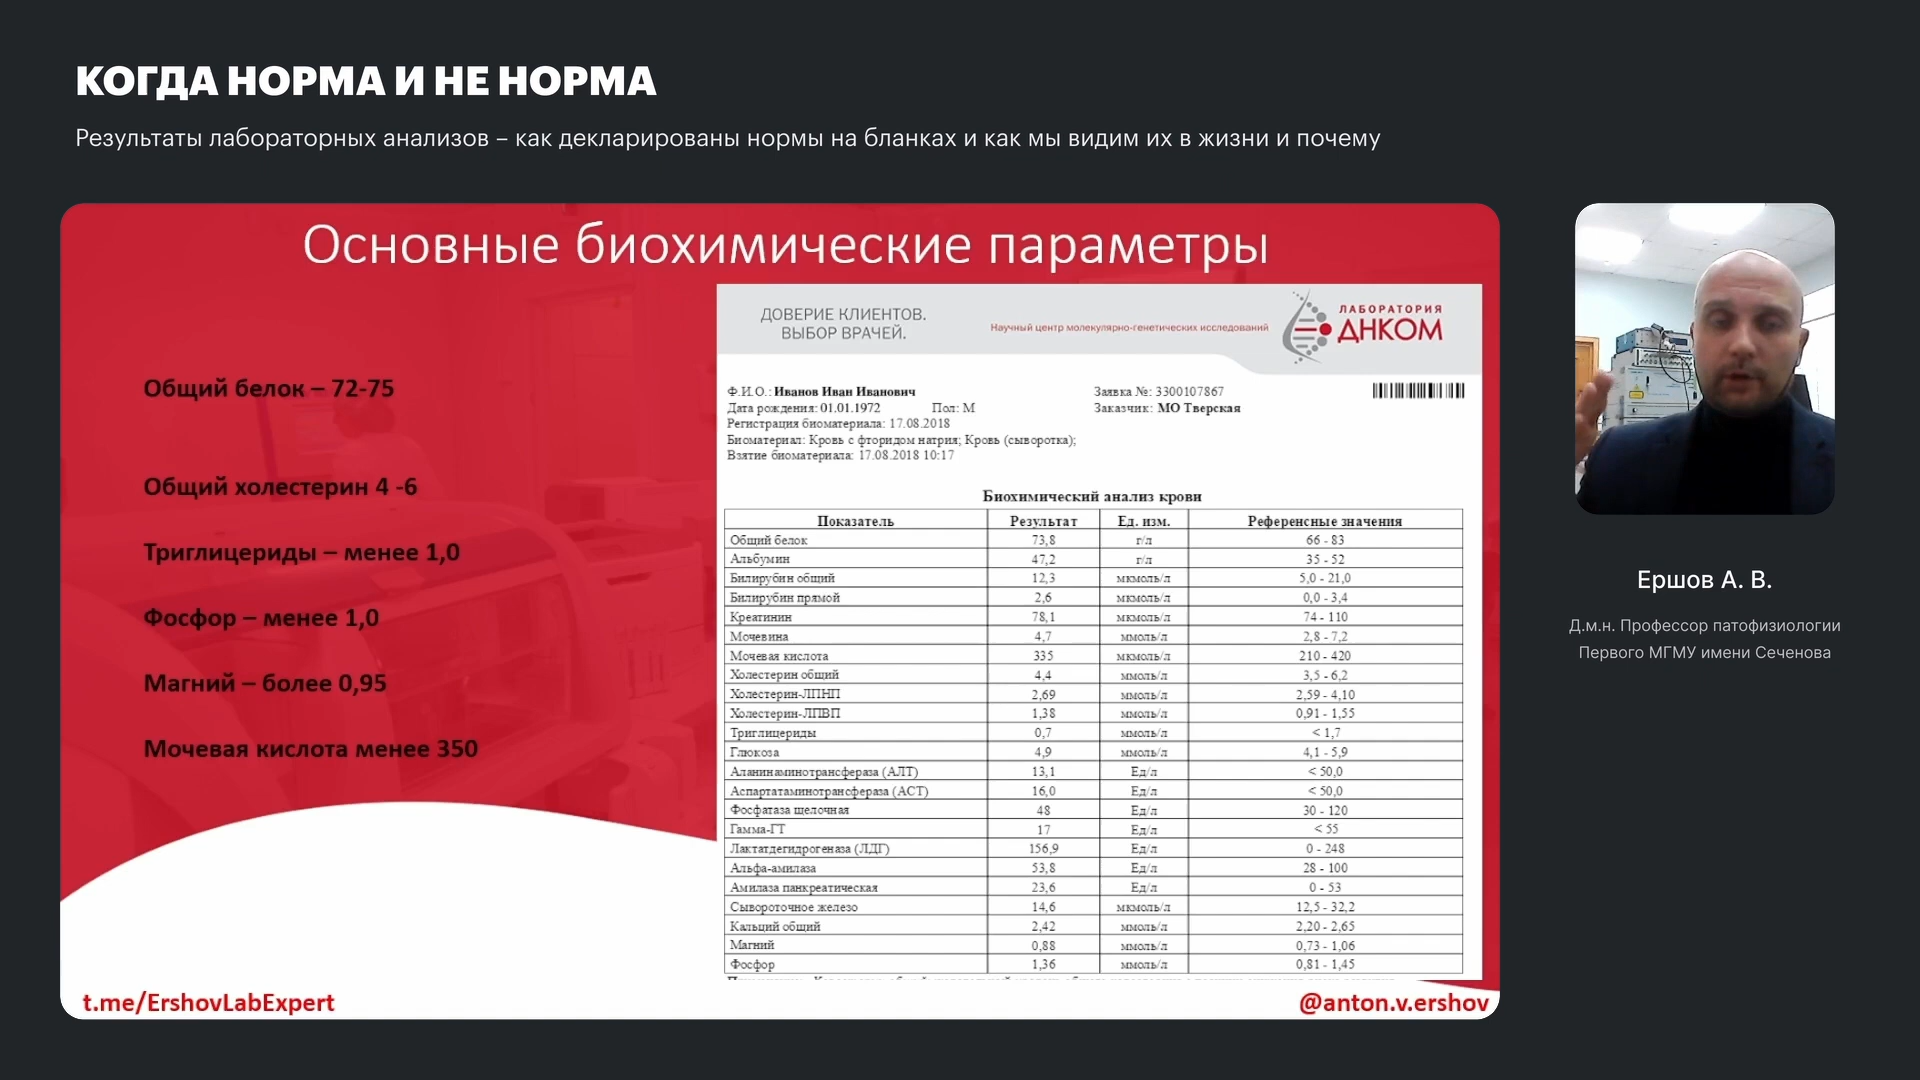 КОГДА НОРМА И НЕ НОРМА
Результаты лабораторных анализов – как декларированы нормы на бланках и как мы видим их в жизни и почему
Основные биохимические параметры
Общий белок – 72-75
Общий холестерин 4 -6
Триглицериды – менее 1,0
Фосфор – менее 1,0
Магний – более 0,95
Мочевая кислота менее 350
ДОВЕРИЕ КЛИЕНТОВ.
ВЫБОР ВРАЧЕЙ.
Научный центр молекулярно-генетических исследований
ЛАБОРАТОРИЯ
ДНКОМ
Ф.И.О.: Иванов Иван Иванович Заявка №: 3300107867
Дата рождения: 01.01.1972 Пол: М Заказчик: МО Тверская
Регистрация биоматериала: 17.08.2018
Биоматериал: Кровь с фторидом натрия; Кровь (сыворотка);
Взятие биоматериала: 17.08.2018 10:17
Биохимический анализ крови
Показатель Результат Ед. изм. Референсные значения
Общий белок 73,8 г/л 66 - 83
Альбумин 47,2 г/л 35 - 52
Билирубин общий 12,3 мкмоль/л 5,0 - 21,0
Билирубин прямой 2,6 мкмоль/л 0,0 - 3,4
Креатинин 78,1 мкмоль/л 74 - 110
Мочевина 4,7 ммоль/л 2,8 - 7,2
Мочевая кислота 335 мкмоль/л 210 - 420
Холестерин общий 4,4 ммоль/л 3,5 - 6,2
Холестерин-ЛПНП 2,69 ммоль/л 2,59 - 4,10
Холестерин-ЛПВП 1,38 ммоль/л 0,91 - 1,55
Триглицериды 0,7 ммоль/л < 1,7
Глюкоза 4,9 ммоль/л 4,1 - 5,9
Аланинаминотрансфераза (АЛТ) 13,1 Ед/л < 50,0
Аспартатаминотрансфераза (АСТ) 16,0 Ед/л < 50,0
Фосфатаза щелочная 48 Ед/л 30 - 120
Гамма-ГТ 17 Ед/л < 55
Лактатдегидрогеназа (ЛДГ) 156,9 Ед/л 0 - 248
Альфа-амилаза 53,8 Ед/л 28 - 100
Амилаза панкреатическая 23,6 Ед/л 0 - 53
Сывороточное железо 14,6 мкмоль/л 12,5 - 32,2
Кальций общий 2,42 ммоль/л 2,20 - 2,65
Магний 0,88 ммоль/л 0,73 - 1,06
Фосфор 1,36 ммоль/л 0,81 - 1,45
t.me/ErshovLabExpert
@anton.v.ershov
Ершов А. В.
Д.м.н. Профессор патофизиологии
Первого МГМУ имени Сеченова